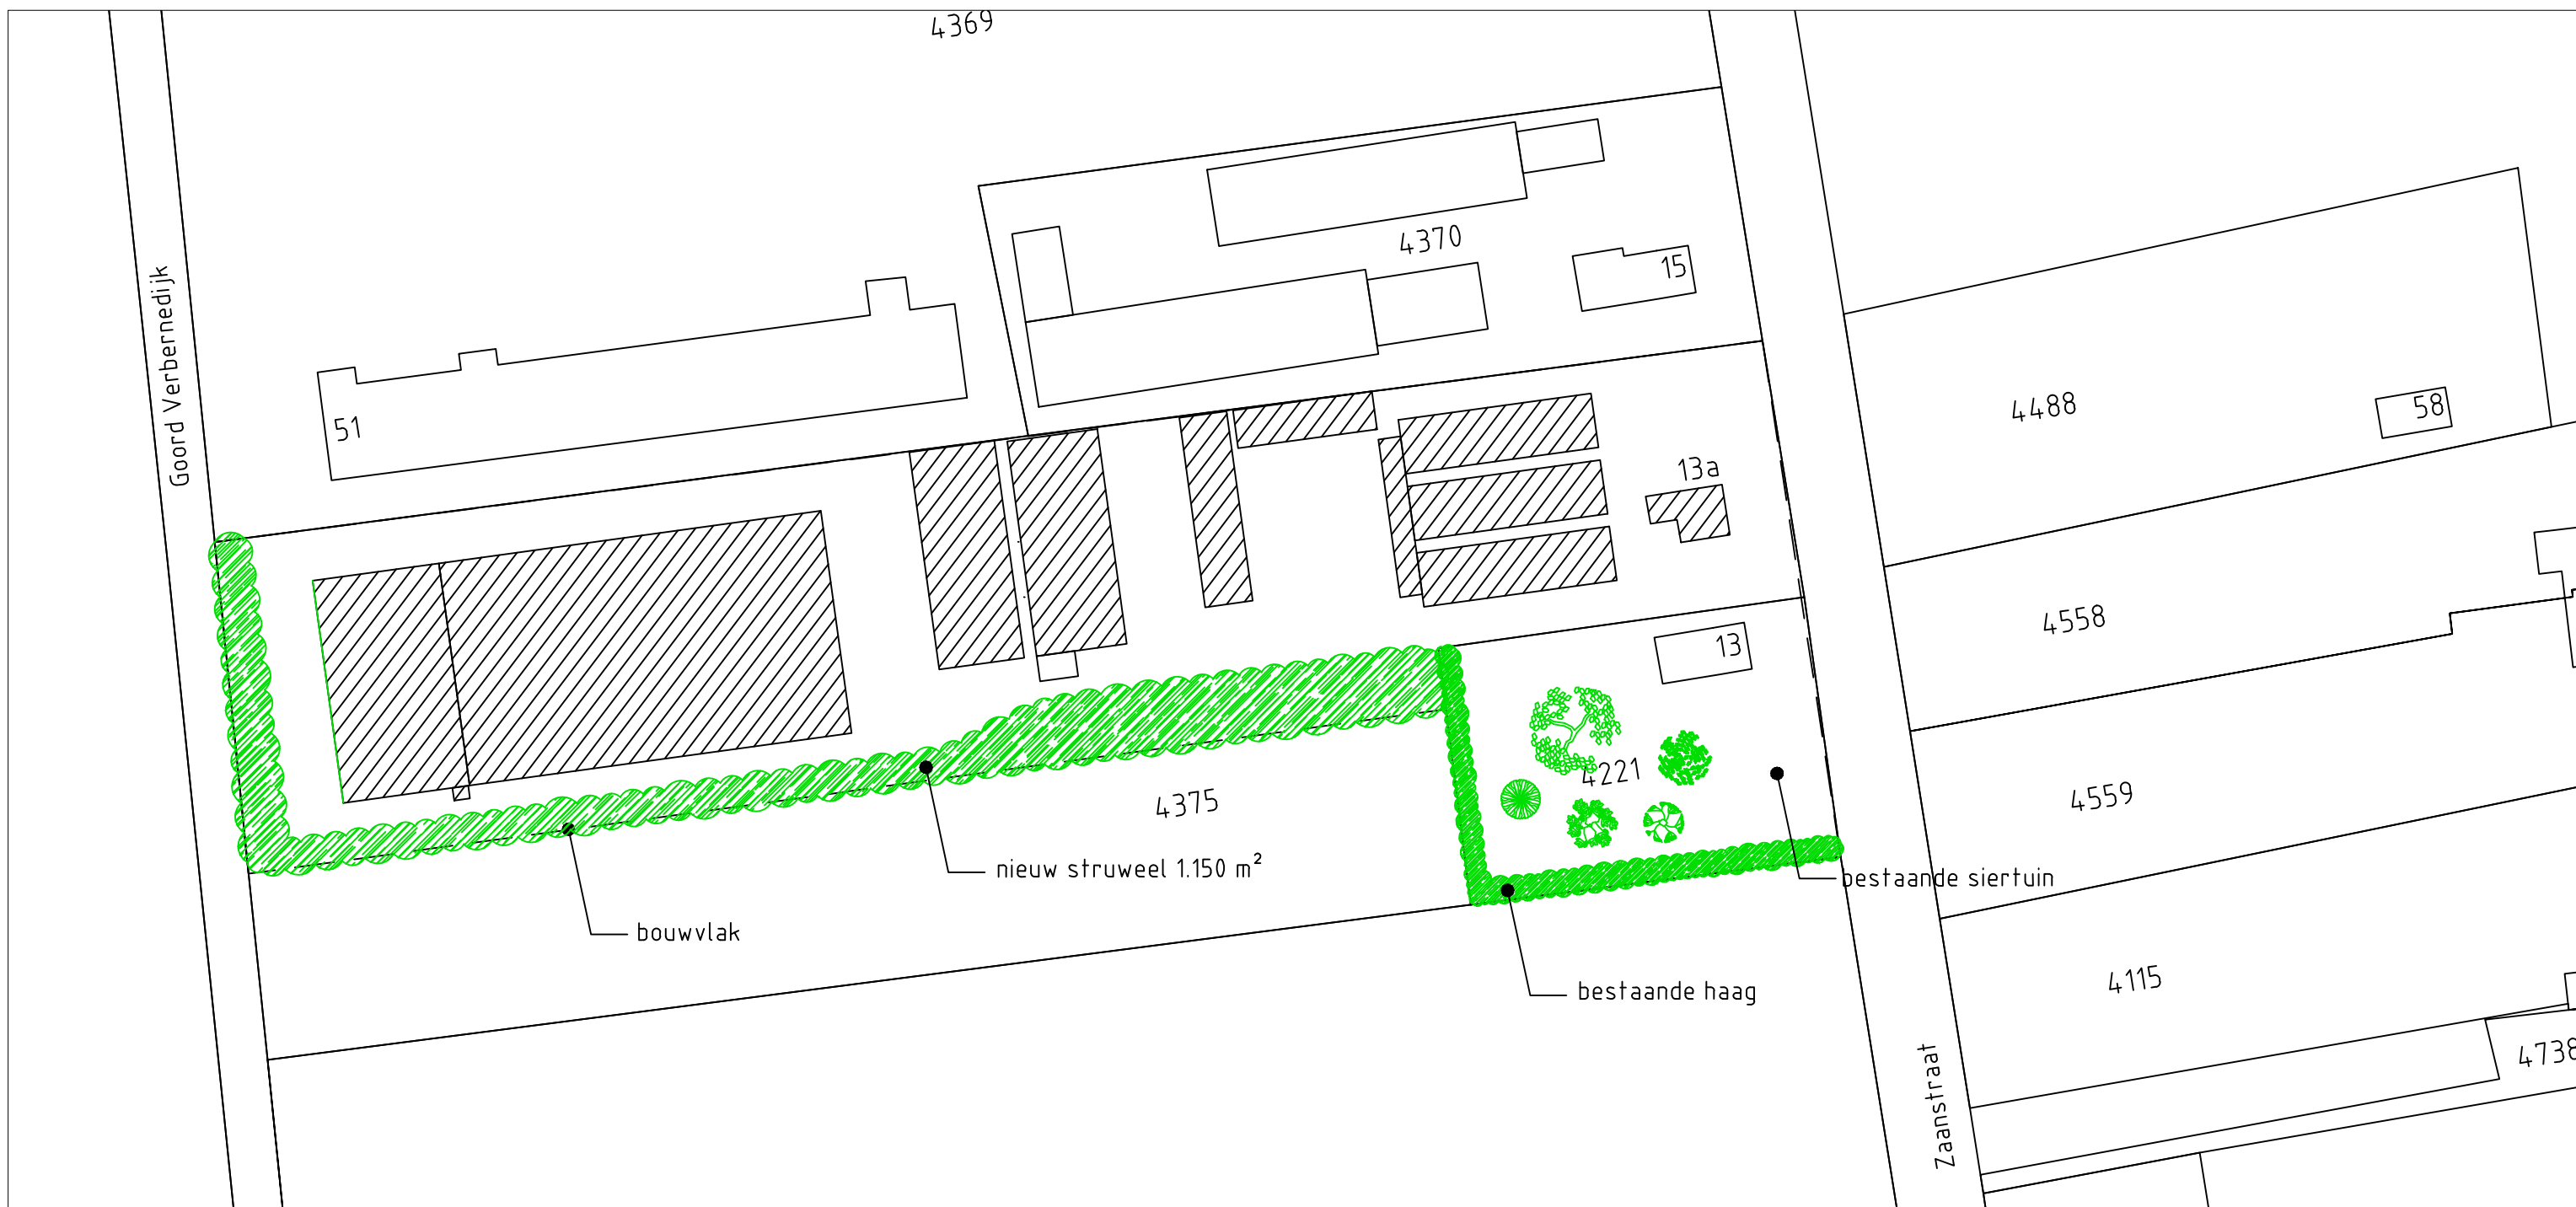 4369
Goord Verbernedijk
4370
15
51
4488
58
13a
4558
13
4221
4375
4559
nieuw struweel 1.150 m²
bestaande siertuin
bouwvlak
bestaande haag
4115
4738
Zaanstraat